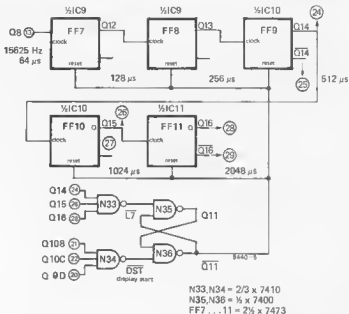 ½IC9
½IC9
½IC10
24
Q8 13 FF7 Q12 FF8 Q13 FF9 Q14
15625 Hz clock clock clock
64 µs Q14
reset reset reset
25
128 µs 256 µs 512 µs
½IC10 26 ½IC11
Q15
FF10 Q FF11 Q16 28
clock 27 clock Q16 29
reset reset
1024 µs 2048 µs
Q14 24
Q15 26 N33 N35 Q11
Q16 28 L7
Q10B 21
Q10C 22 N34 DST N36 Q11
Q 9D 20 display start
9440-6
N33,N34 = 2/3 x 7410
N35,N36 = ½ x 7400
FF7 . . . 11 = 2½ x 7473